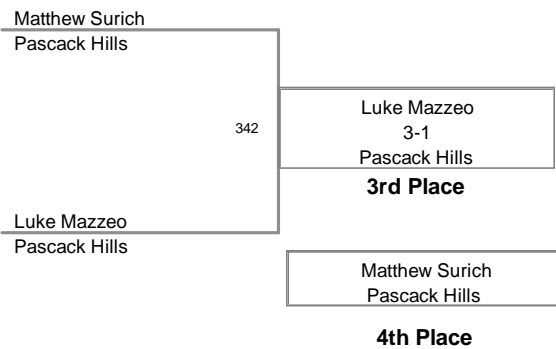 Matthew Surich
Pascack Hills
342
Luke Mazzeo
3-1
Pascack Hills
3rd Place
Luke Mazzeo
Pascack Hills
Matthew Surich
Pascack Hills
4th Place